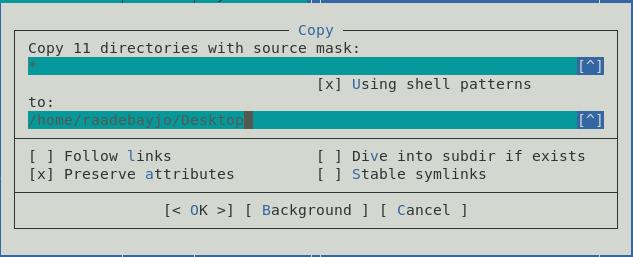 Copy
Copy 11 directories with source mask:
* [^]
[x] Using shell patterns
to:
/home/raadebayjo/Desktop [^]
[ ] Follow links [ ] Dive into subdir if exists
[x] Preserve attributes [ ] Stable symlinks
[< OK >] [ Background ] [ Cancel ]